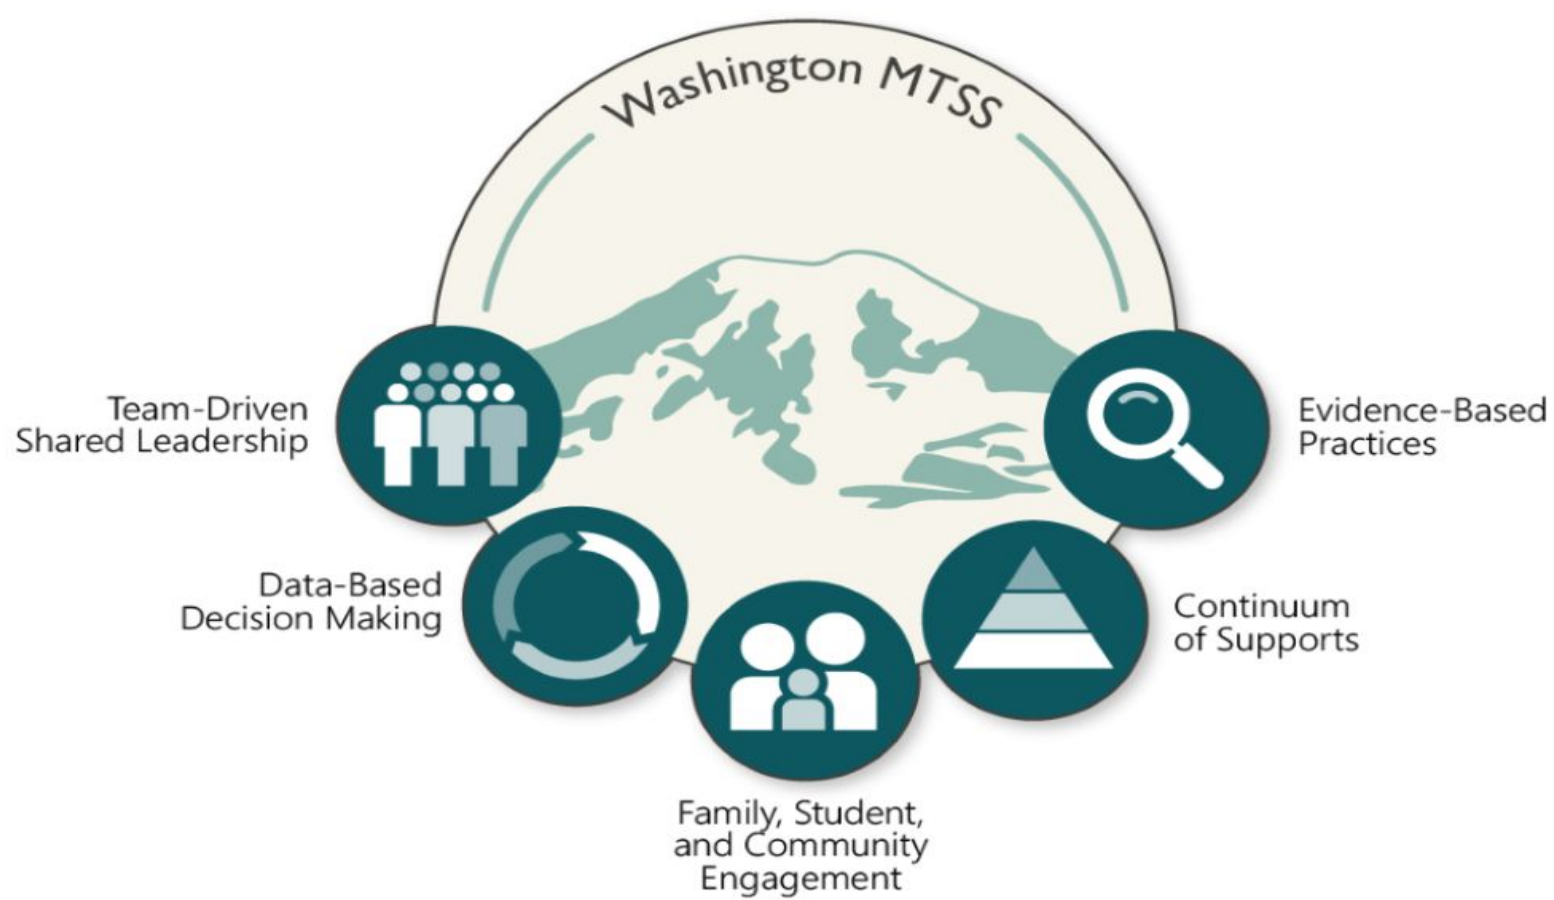 Washington MTSS
Team-Driven
Shared Leadership
Data-Based
Decision Making
Family, Student,
and Community
Engagement
Continuum
of Supports
Evidence-Based
Practices